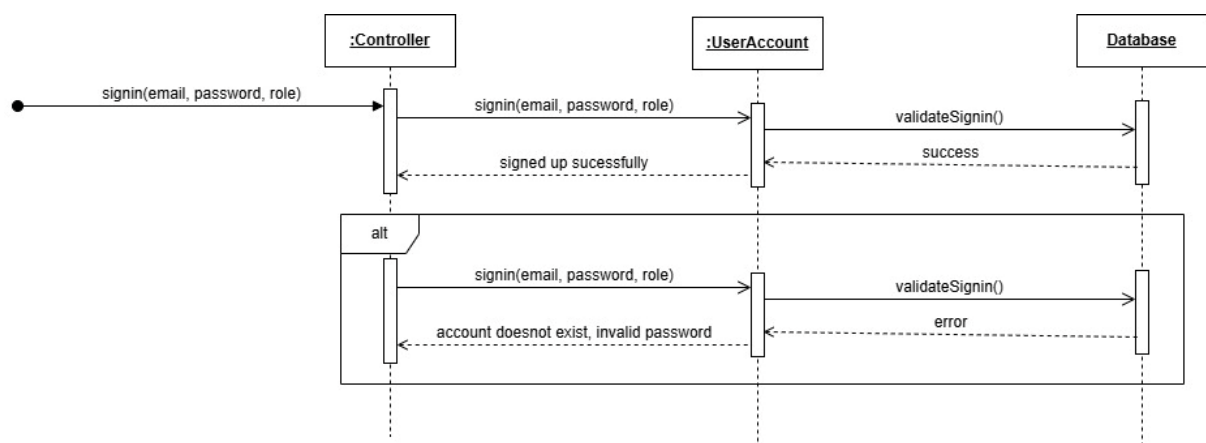 :Controller
:UserAccount
Database
signin(email, password, role)
signin(email, password, role)
validateSignin()
success
signed up sucessfully
alt
signin(email, password, role)
validateSignin()
error
account doesnot exist, invalid password